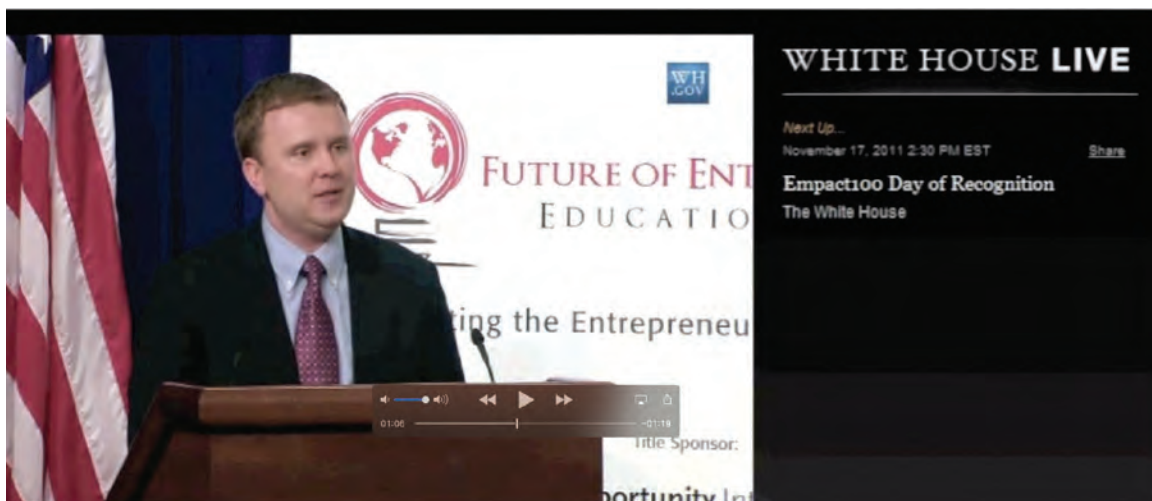 WHITE HOUSE LIVE
Next Up...
November 17, 2011 2:30 PM EST
Share
Empact100 Day of Recognition
The White House
WH
.GOV
FUTURE OF ENT
EDUCATIO
ting the Entrepreneu
01:06
-01:19
Title Sponsor:
portunity Int